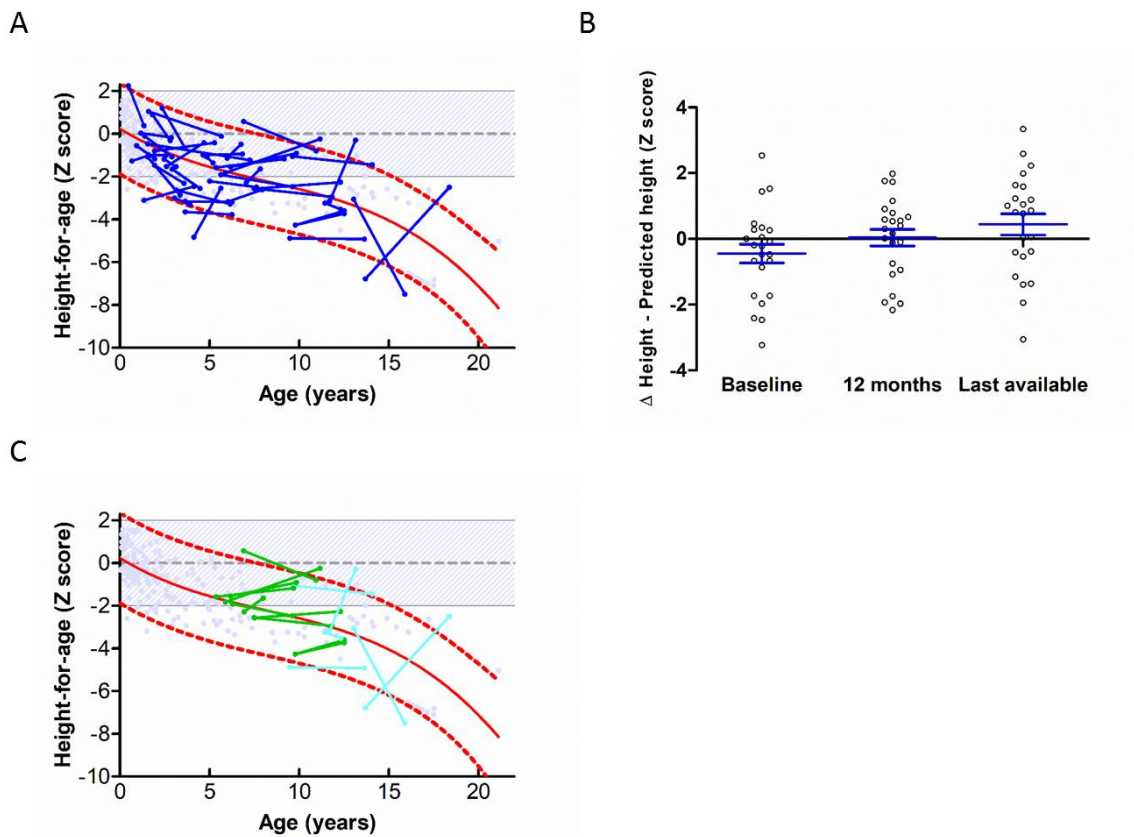 A
Height-for-age (Z score)
2
0
-2
-4
-6
-8
-10
0 5 10 15 20
Age (years)
B
Δ Height - Predicted height (Z score)
4
2
0
-2
-4
Baseline 12 months Last available
C
Height-for-age (Z score)
2
0
-2
-4
-6
-8
-10
0 5 10 15 20
Age (years)